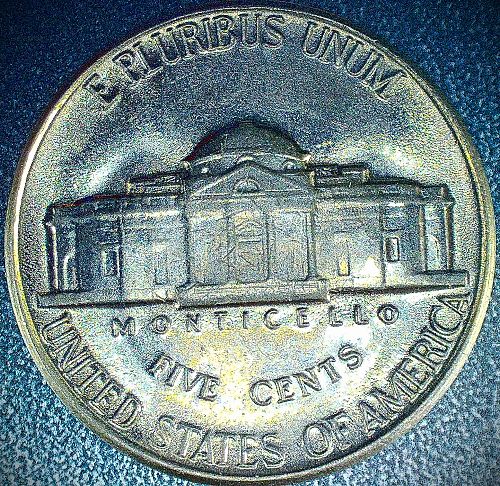 E PLURIBUS UNUM
MONTICELLO
FIVE CENTS
UNITED STATES OF AMERICA